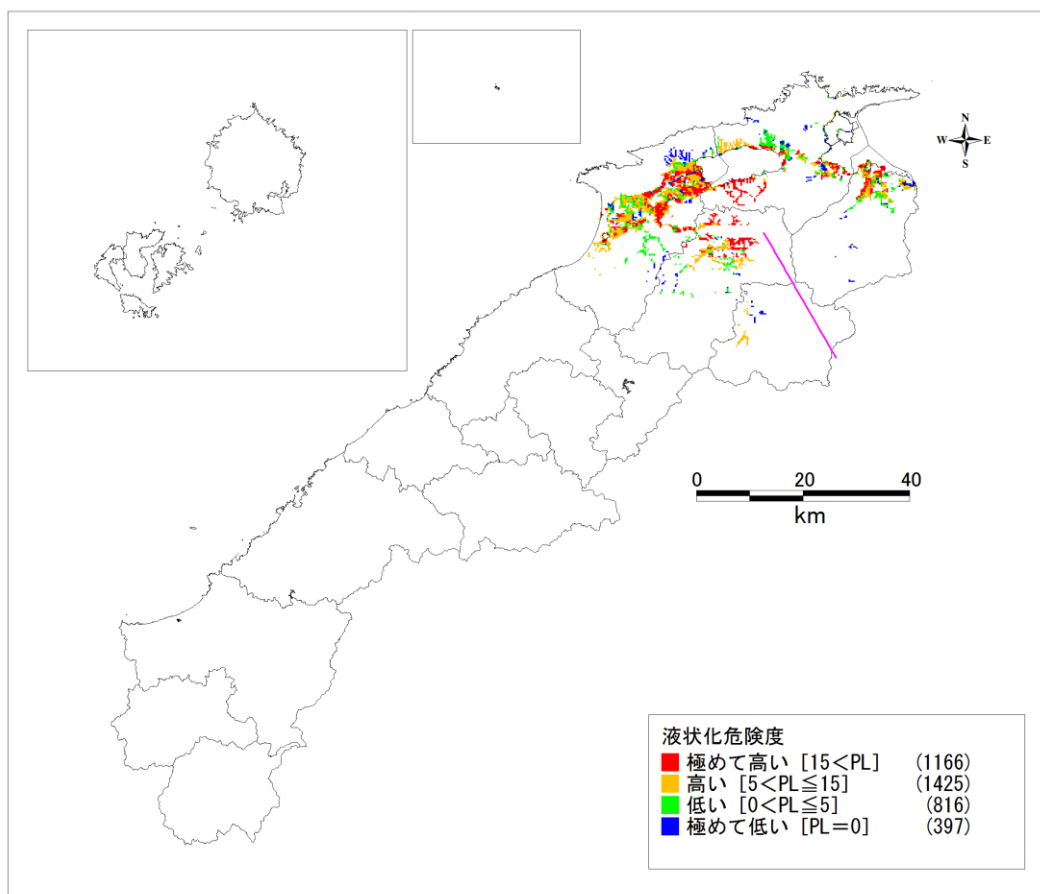 N
W E
S
0 20 40
km
液状化危険度
極めて高い [15<PL] (1166)
高い [5<PL≦15] (1425)
低い [0<PL≦5] (816)
極めて低い [PL=0] (397)